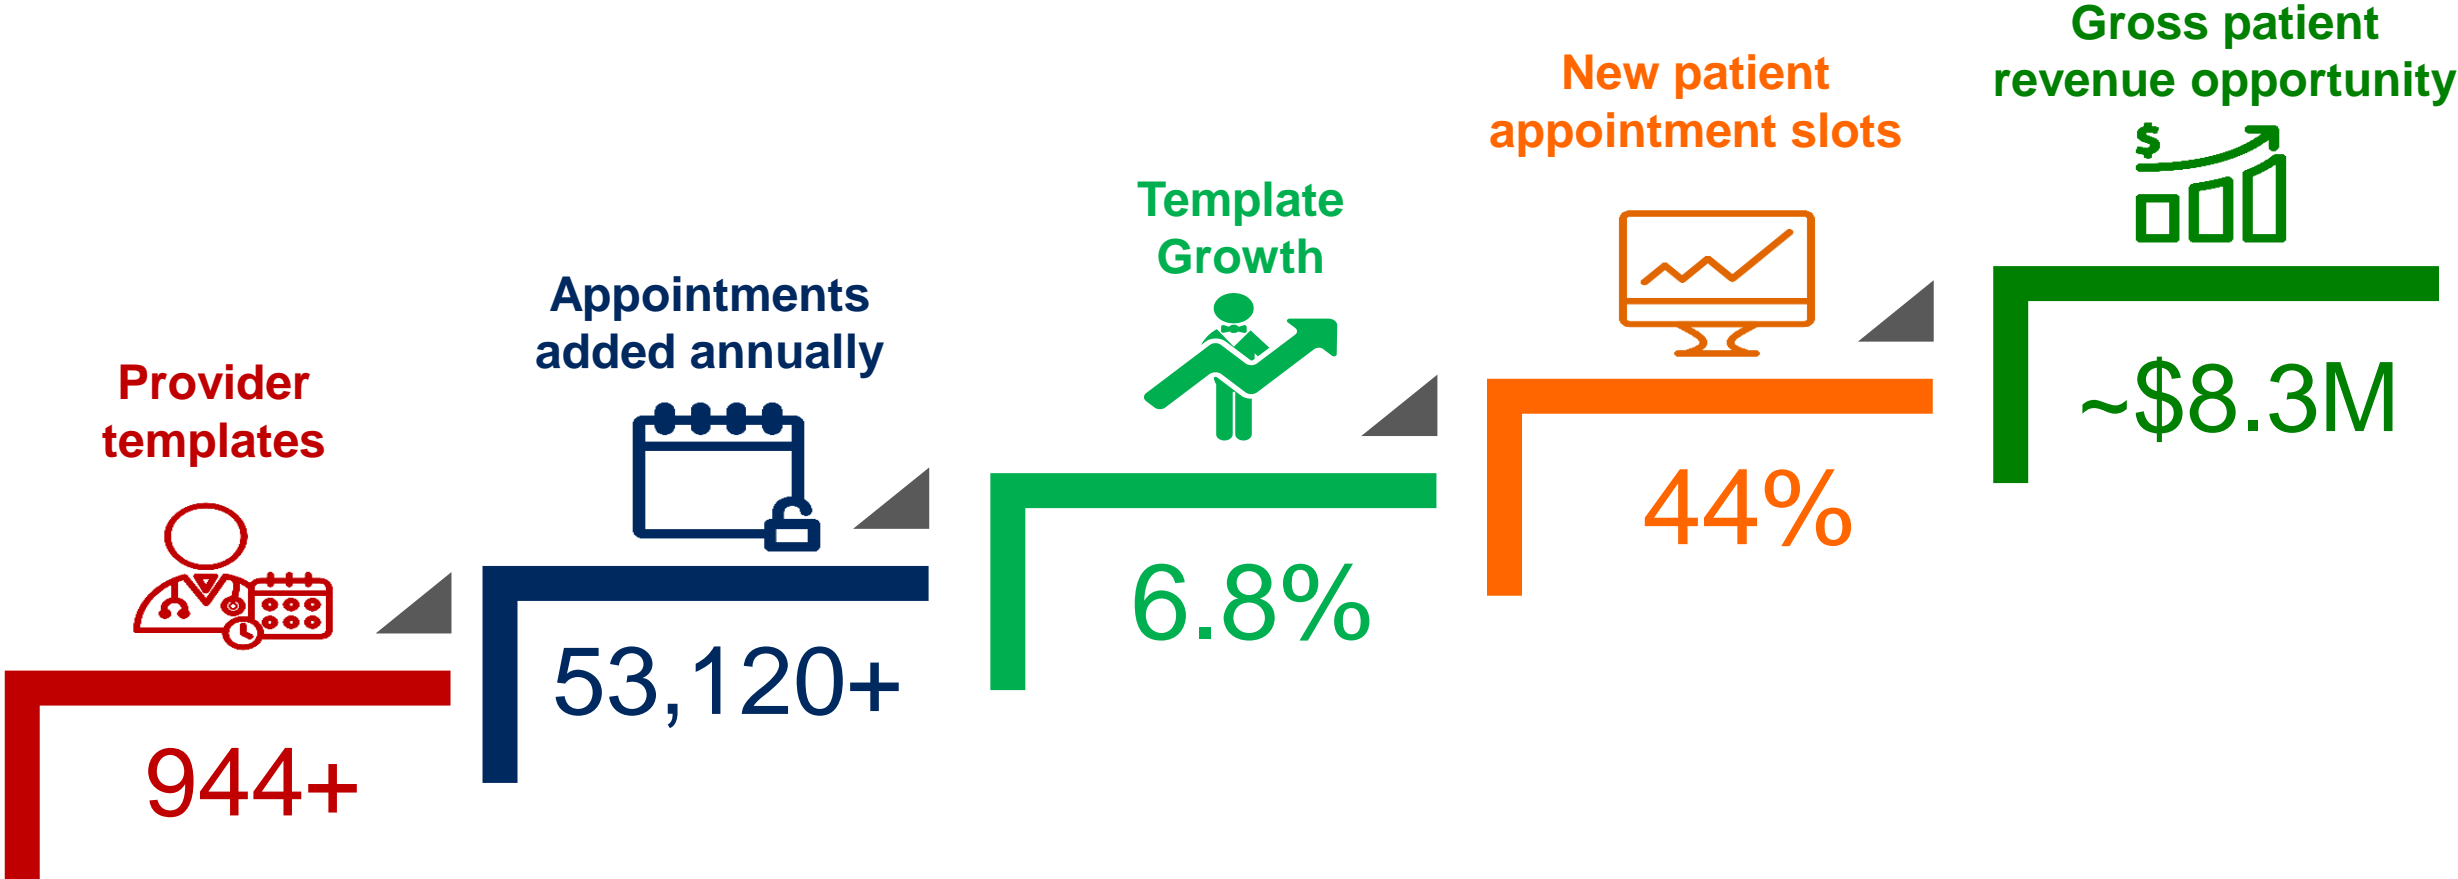 Provider
templates
944+
Appointments
added annually
53,120+
Template
Growth
6.8%
New patient
appointment slots
44%
Gross patient
revenue opportunity
$
~$8.3M